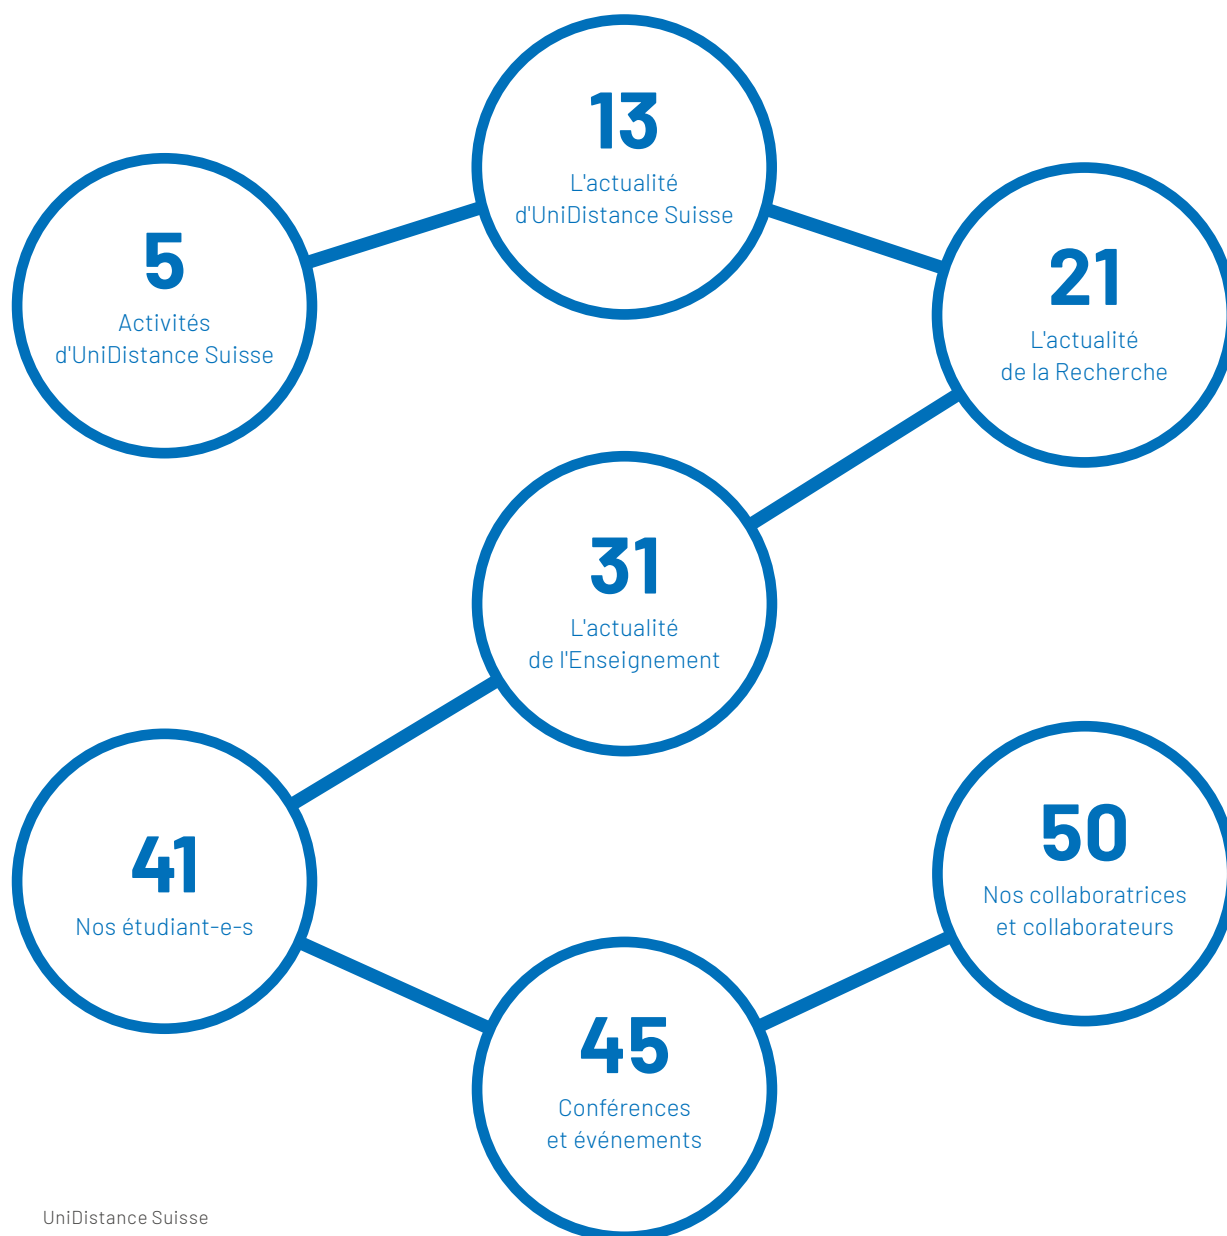 5
Activités
d'UniDistance Suisse
13
L'actualité
d'UniDistance Suisse
21
L'actualité
de la Recherche
31
L'actualité
de l'Enseignement
41
Nos étudiant-e-s
45
Conférences
et événements
50
Nos collaboratrices
et collaborateurs
UniDistance Suisse